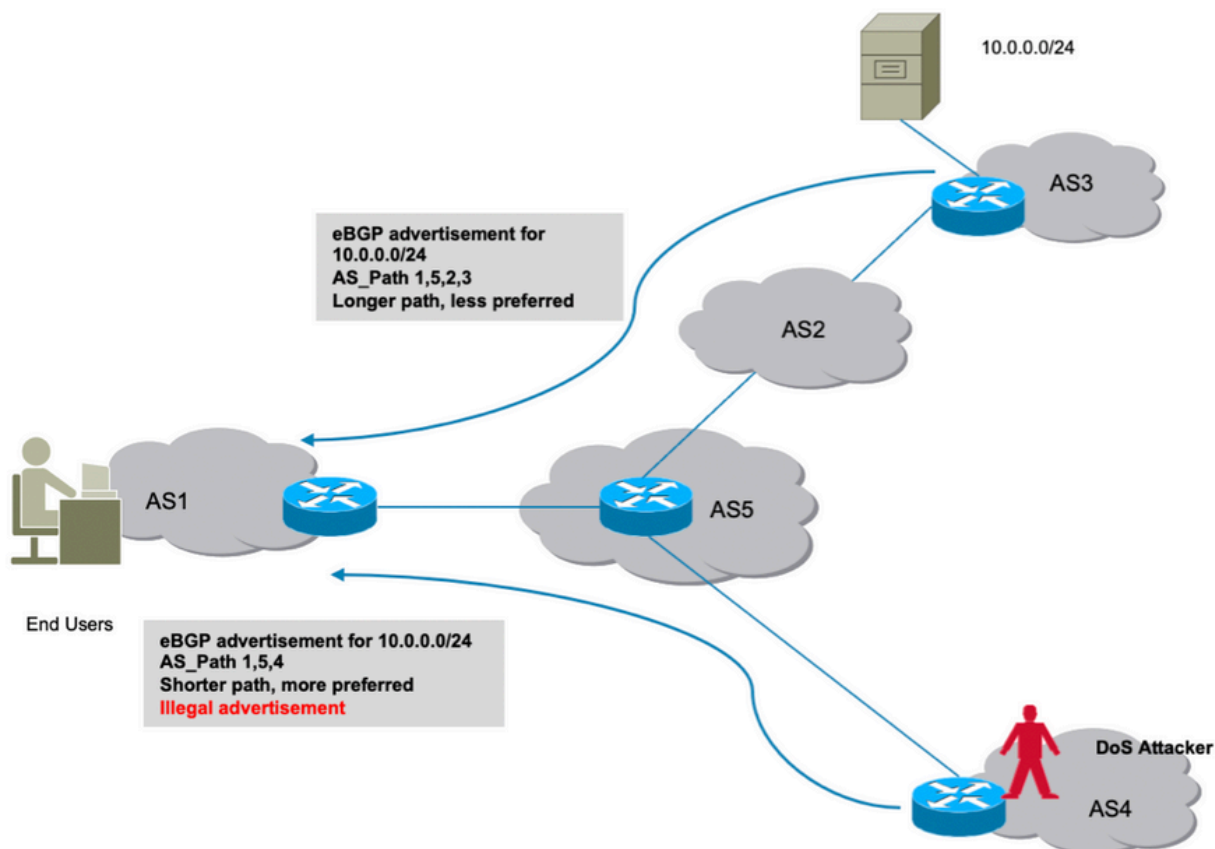 10.0.0.0/24
AS3
eBGP advertisement for
10.0.0.0/24
AS_Path 1,5,2,3
Longer path, less preferred
AS2
AS1
AS5
End Users
eBGP advertisement for 10.0.0.0/24
AS_Path 1,5,4
Shorter path, more preferred
Illegal advertisement
DoS Attacker
AS4